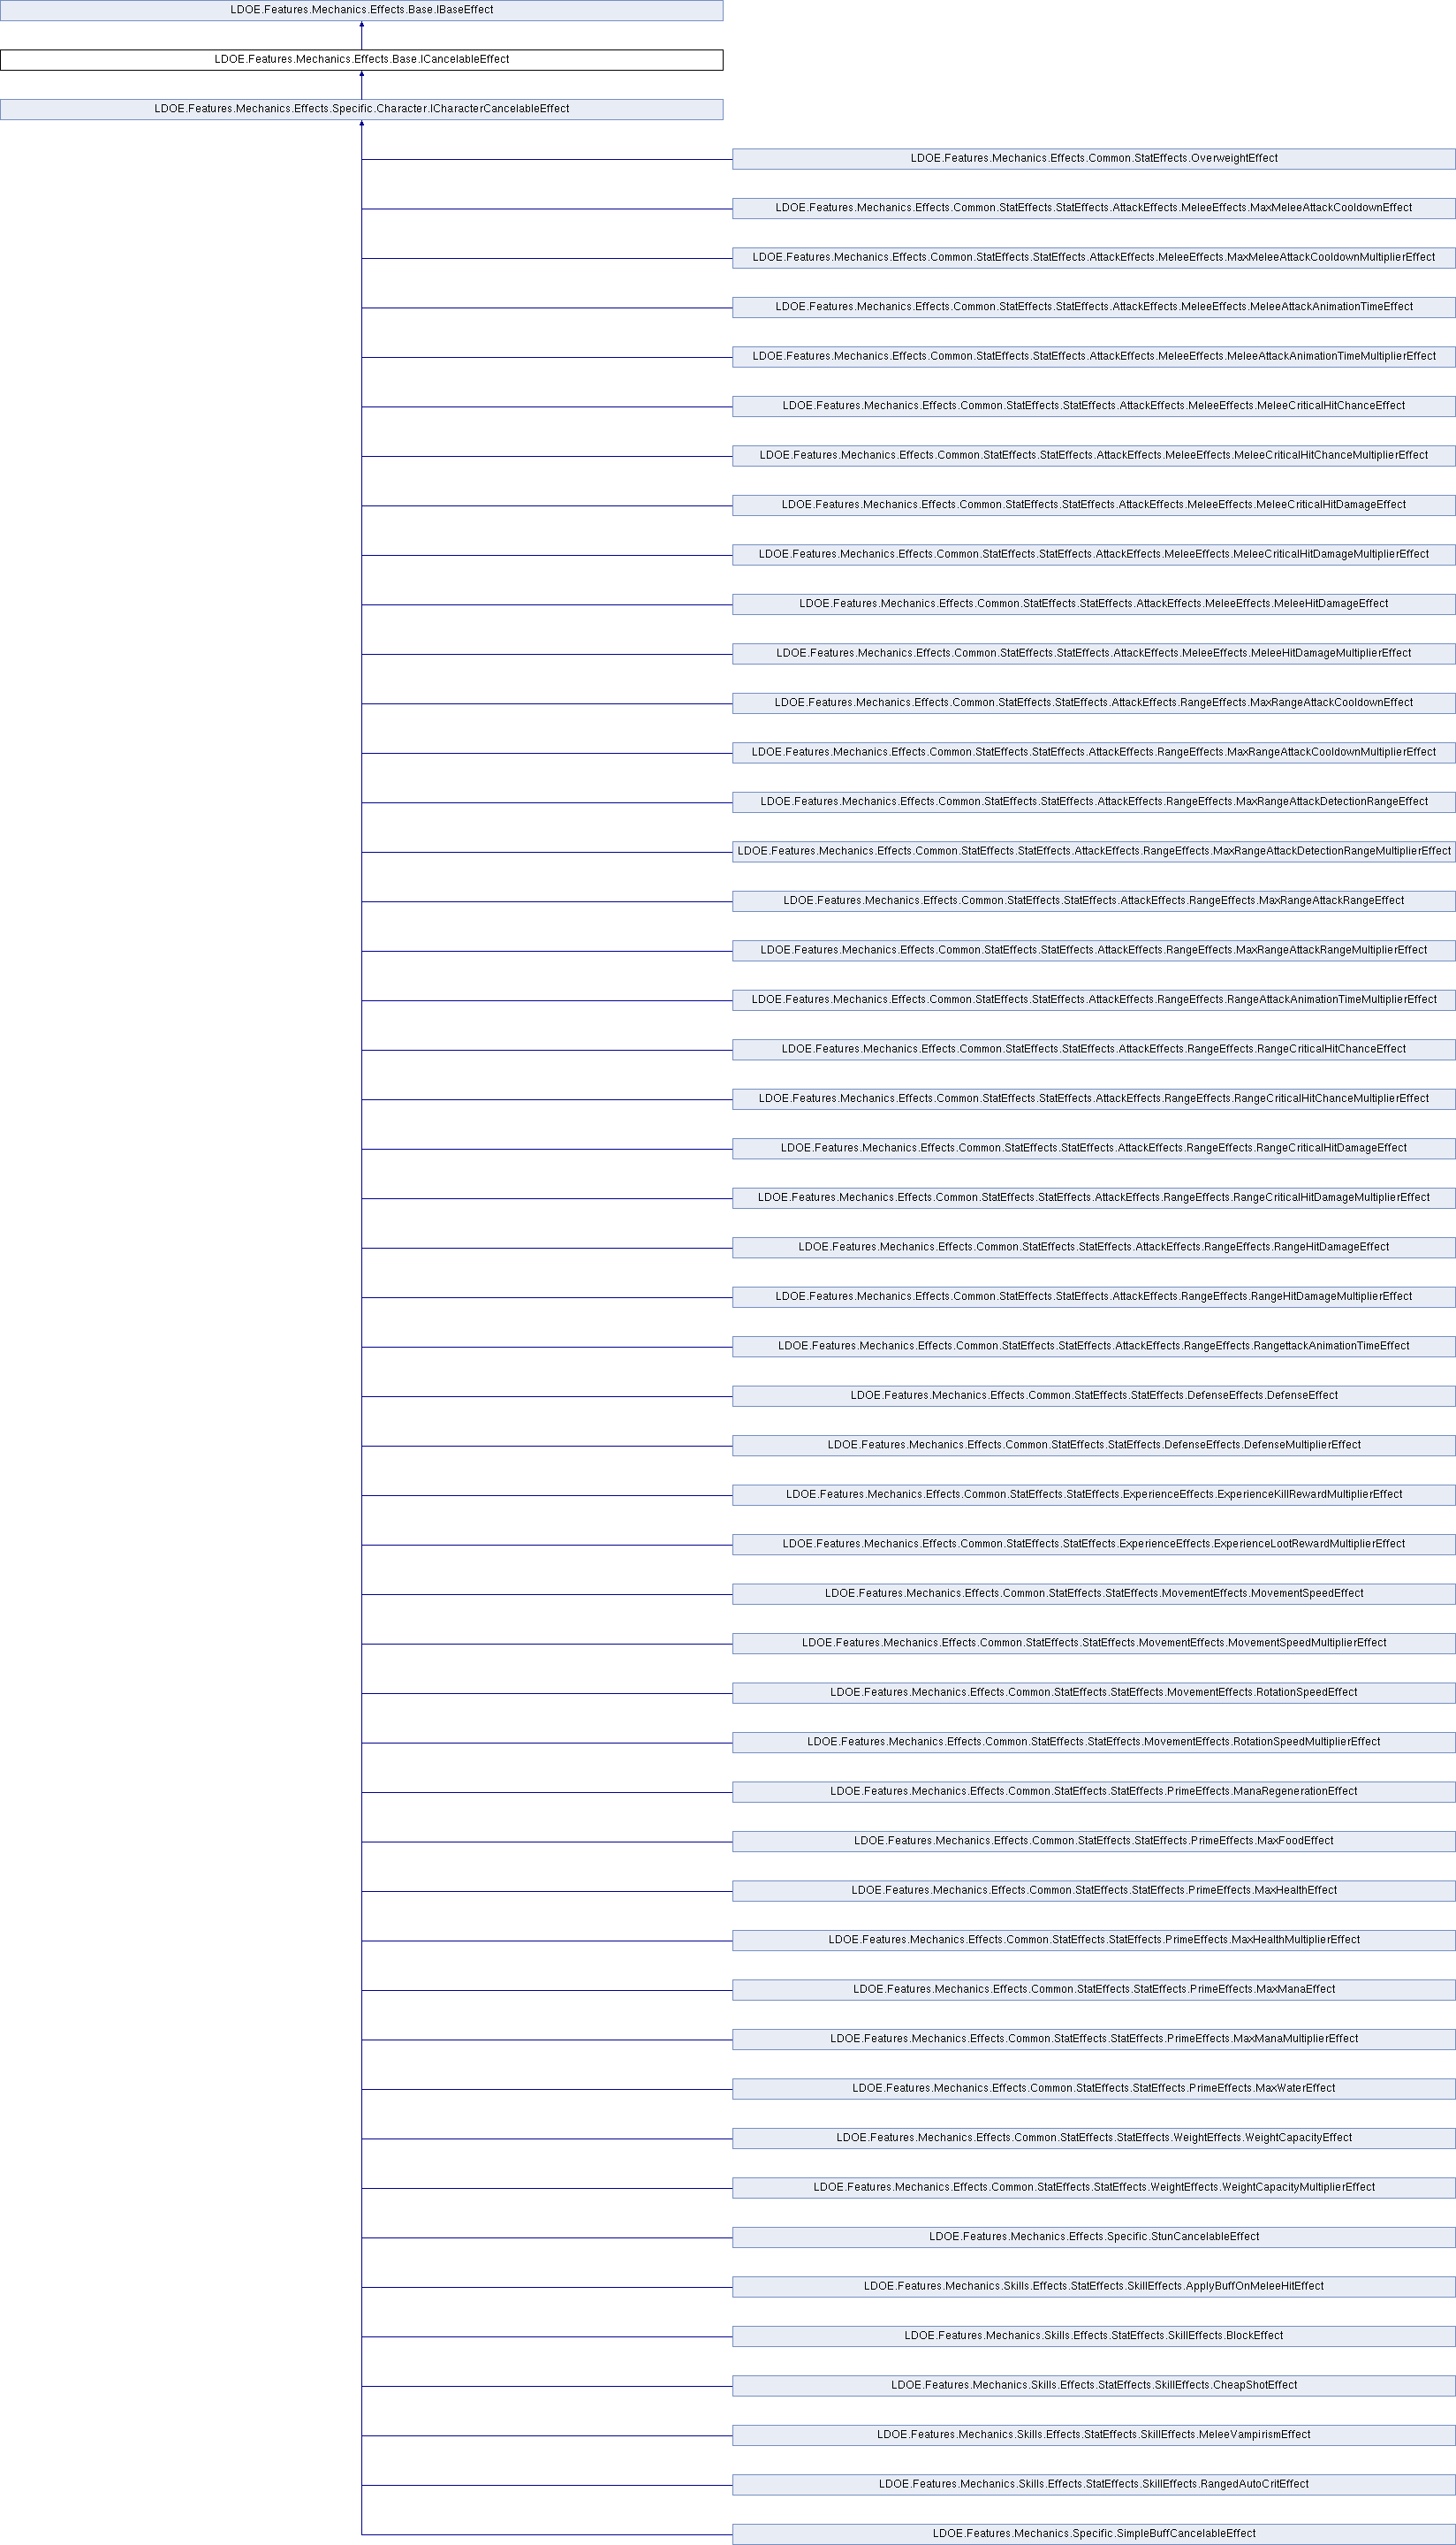 LDOE.Features.Mechanics.Effects.Base.IBaseEffect
LDOE.Features.Mechanics.Effects.Base.ICancelableEffect
LDOE.Features.Mechanics.Effects.Specific.Character.ICharacterCancelableEffect
LDOE.Features.Mechanics.Effects.Common.StatEffects.OverweightEffect
LDOE.Features.Mechanics.Effects.Common.StatEffects.StatEffects.AttackEffects.MeleeEffects.MaxMeleeAttackCooldownEffect
LDOE.Features.Mechanics.Effects.Common.StatEffects.StatEffects.AttackEffects.MeleeEffects.MaxMeleeAttackCooldownMultiplierEffect
LDOE.Features.Mechanics.Effects.Common.StatEffects.StatEffects.AttackEffects.MeleeEffects.MeleeAttackAnimationTimeEffect
LDOE.Features.Mechanics.Effects.Common.StatEffects.StatEffects.AttackEffects.MeleeEffects.MeleeAttackAnimationTimeMultiplierEffect
LDOE.Features.Mechanics.Effects.Common.StatEffects.StatEffects.AttackEffects.MeleeEffects.MeleeCriticalHitChanceEffect
LDOE.Features.Mechanics.Effects.Common.StatEffects.StatEffects.AttackEffects.MeleeEffects.MeleeCriticalHitChanceMultiplierEffect
LDOE.Features.Mechanics.Effects.Common.StatEffects.StatEffects.AttackEffects.MeleeEffects.MeleeCriticalHitDamageEffect
LDOE.Features.Mechanics.Effects.Common.StatEffects.StatEffects.AttackEffects.MeleeEffects.MeleeCriticalHitDamageMultiplierEffect
LDOE.Features.Mechanics.Effects.Common.StatEffects.StatEffects.AttackEffects.MeleeEffects.MeleeHitDamageEffect
LDOE.Features.Mechanics.Effects.Common.StatEffects.StatEffects.AttackEffects.MeleeEffects.MeleeHitDamageMultiplierEffect
LDOE.Features.Mechanics.Effects.Common.StatEffects.StatEffects.AttackEffects.RangeEffects.MaxRangeAttackCooldownEffect
LDOE.Features.Mechanics.Effects.Common.StatEffects.StatEffects.AttackEffects.RangeEffects.MaxRangeAttackCooldownMultiplierEffect
LDOE.Features.Mechanics.Effects.Common.StatEffects.StatEffects.AttackEffects.RangeEffects.MaxRangeAttackDetectionRangeEffect
LDOE.Features.Mechanics.Effects.Common.StatEffects.StatEffects.AttackEffects.RangeEffects.MaxRangeAttackDetectionRangeMultiplierEffect
LDOE.Features.Mechanics.Effects.Common.StatEffects.StatEffects.AttackEffects.RangeEffects.MaxRangeAttackRangeEffect
LDOE.Features.Mechanics.Effects.Common.StatEffects.StatEffects.AttackEffects.RangeEffects.MaxRangeAttackRangeMultiplierEffect
LDOE.Features.Mechanics.Effects.Common.StatEffects.StatEffects.AttackEffects.RangeEffects.RangeAttackAnimationTimeMultiplierEffect
LDOE.Features.Mechanics.Effects.Common.StatEffects.StatEffects.AttackEffects.RangeEffects.RangeCriticalHitChanceEffect
LDOE.Features.Mechanics.Effects.Common.StatEffects.StatEffects.AttackEffects.RangeEffects.RangeCriticalHitChanceMultiplierEffect
LDOE.Features.Mechanics.Effects.Common.StatEffects.StatEffects.AttackEffects.RangeEffects.RangeCriticalHitDamageEffect
LDOE.Features.Mechanics.Effects.Common.StatEffects.StatEffects.AttackEffects.RangeEffects.RangeCriticalHitDamageMultiplierEffect
LDOE.Features.Mechanics.Effects.Common.StatEffects.StatEffects.AttackEffects.RangeEffects.RangeHitDamageEffect
LDOE.Features.Mechanics.Effects.Common.StatEffects.StatEffects.AttackEffects.RangeEffects.RangeHitDamageMultiplierEffect
LDOE.Features.Mechanics.Effects.Common.StatEffects.StatEffects.AttackEffects.RangeEffects.RangettackAnimationTimeEffect
LDOE.Features.Mechanics.Effects.Common.StatEffects.StatEffects.DefenseEffects.DefenseEffect
LDOE.Features.Mechanics.Effects.Common.StatEffects.StatEffects.DefenseEffects.DefenseMultiplierEffect
LDOE.Features.Mechanics.Effects.Common.StatEffects.StatEffects.ExperienceEffects.ExperienceKillRewardMultiplierEffect
LDOE.Features.Mechanics.Effects.Common.StatEffects.StatEffects.ExperienceEffects.ExperienceLootRewardMultiplierEffect
LDOE.Features.Mechanics.Effects.Common.StatEffects.StatEffects.MovementEffects.MovementSpeedEffect
LDOE.Features.Mechanics.Effects.Common.StatEffects.StatEffects.MovementEffects.MovementSpeedMultiplierEffect
LDOE.Features.Mechanics.Effects.Common.StatEffects.StatEffects.MovementEffects.RotationSpeedEffect
LDOE.Features.Mechanics.Effects.Common.StatEffects.StatEffects.MovementEffects.RotationSpeedMultiplierEffect
LDOE.Features.Mechanics.Effects.Common.StatEffects.StatEffects.PrimeEffects.ManaRegenerationEffect
LDOE.Features.Mechanics.Effects.Common.StatEffects.StatEffects.PrimeEffects.MaxFoodEffect
LDOE.Features.Mechanics.Effects.Common.StatEffects.StatEffects.PrimeEffects.MaxHealthEffect
LDOE.Features.Mechanics.Effects.Common.StatEffects.StatEffects.PrimeEffects.MaxHealthMultiplierEffect
LDOE.Features.Mechanics.Effects.Common.StatEffects.StatEffects.PrimeEffects.MaxManaEffect
LDOE.Features.Mechanics.Effects.Common.StatEffects.StatEffects.PrimeEffects.MaxManaMultiplierEffect
LDOE.Features.Mechanics.Effects.Common.StatEffects.StatEffects.PrimeEffects.MaxWaterEffect
LDOE.Features.Mechanics.Effects.Common.StatEffects.StatEffects.WeightEffects.WeightCapacityEffect
LDOE.Features.Mechanics.Effects.Common.StatEffects.StatEffects.WeightEffects.WeightCapacityMultiplierEffect
LDOE.Features.Mechanics.Effects.Specific.StunCancelableEffect
LDOE.Features.Mechanics.Skills.Effects.StatEffects.SkillEffects.ApplyBuffOnMeleeHitEffect
LDOE.Features.Mechanics.Skills.Effects.StatEffects.SkillEffects.BlockEffect
LDOE.Features.Mechanics.Skills.Effects.StatEffects.SkillEffects.CheapShotEffect
LDOE.Features.Mechanics.Skills.Effects.StatEffects.SkillEffects.MeleeVampirismEffect
LDOE.Features.Mechanics.Skills.Effects.StatEffects.SkillEffects.RangedAutoCritEffect
LDOE.Features.Mechanics.Specific.SimpleBuffCancelableEffect